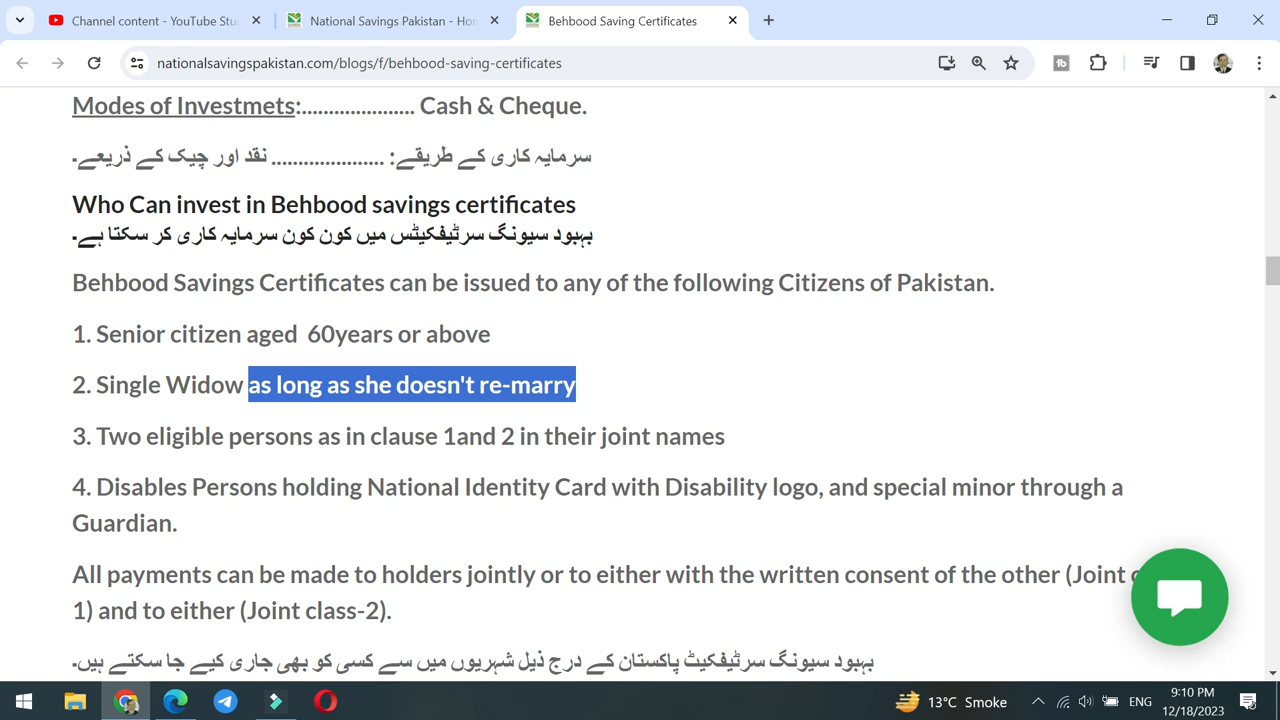 Channel content - YouTube Stu
National Savings Pakistan - Hor
Behbood Saving Certificates
nationalsavingspakistan.com/blogs/f/behbood-saving-certificates
Modes of Investmets:..................... Cash & Cheque.
سرمایہ کاری کے طریقے: ..................... نقد اور چیک کے ذریعے۔
Who Can invest in Behbood savings certificates
بہبود سیونگ سرٹیفکیٹس میں کون کون سرمایہ کاری کر سکتا ہے۔
Behbood Savings Certificates can be issued to any of the following Citizens of Pakistan.
1. Senior citizen aged  60years or above
2. Single Widow as long as she doesn't re-marry
3. Two eligible persons as in clause 1and 2 in their joint names
4. Disables Persons holding National Identity Card with Disability logo, and special minor through a
Guardian.
All payments can be made to holders jointly or to either with the written consent of the other (Joint
1) and to either (Joint class-2).
بہبود سیونگ سرٹیفکیٹ پاکستان کے درج ذیل شہریوں میں سے کسی کو بھی جاری کیے جا سکتے ہیں۔
13°C Smoke
ENG
9:10 PM
12/18/2023